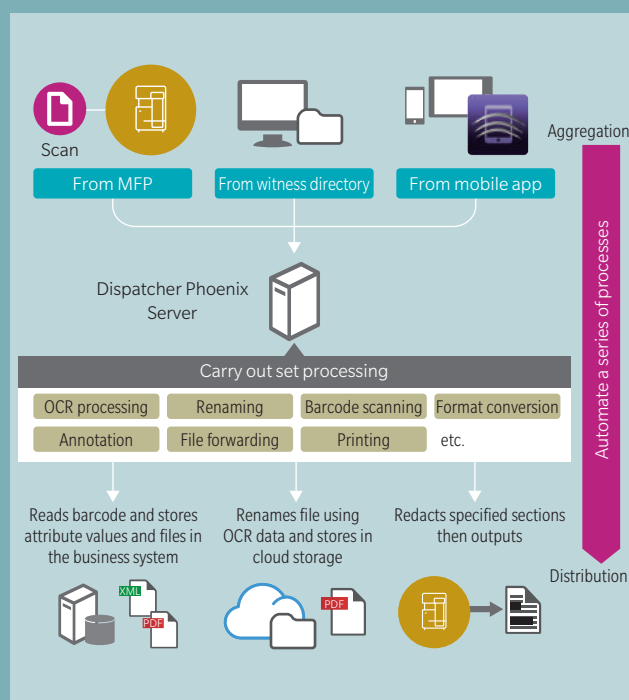 Scan
Aggregation
From MFP
From witness directory
From mobile app
Automate a series of processes
Dispatcher Phoenix
Server
Carry out set processing
OCR processing
Renaming
Barcode scanning
Format conversion
Annotation
File forwarding
Printing
etc.
Reads barcode and stores
attribute values and files in
the business system
Renames file using
OCR data and stores in
cloud storage
Redacts specified sections
then outputs
Distribution
XML
PDF
PDF